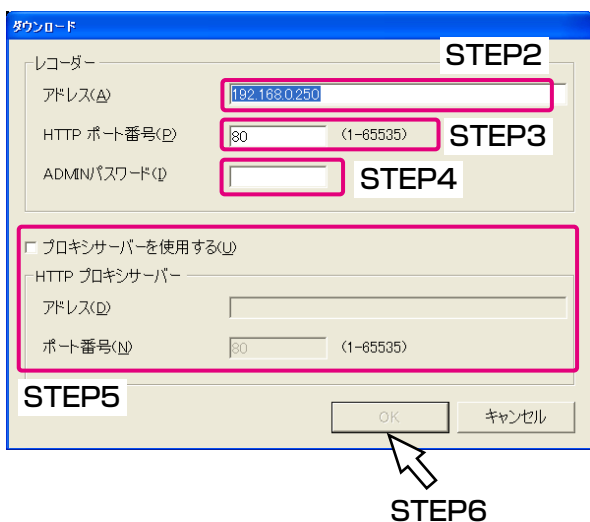 ダウンロード
レコーダー
STEP2
アドレス(A) 192.168.0.250
HTTP ポート番号(P) 80 (1-65535) STEP3
ADMINパスワード(I) STEP4
プロキシサーバーを使用する(U)
HTTP プロキシサーバー
アドレス(D)
ポート番号(N) 80 (1-65535)
STEP5
OK キャンセル
STEP6